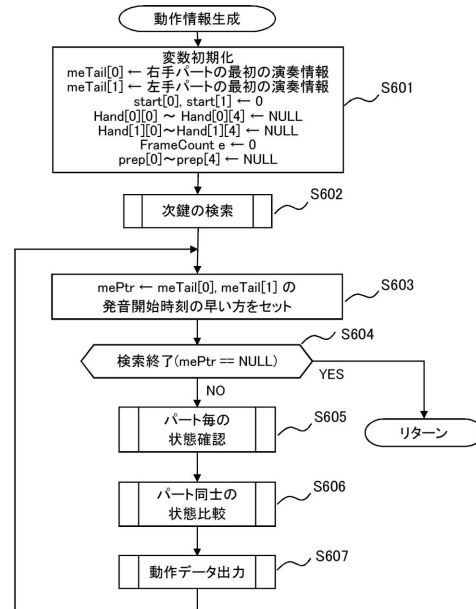 動作情報生成
変数初期化
meTail[0] ← 右手パートの最初の演奏情報
meTail[1] ← 左手パートの最初の演奏情報
start[0], start[1] ← 0
Hand[0][0] ～ Hand[0][4] ← NULL
Hand[1][0]～Hand[1][4] ← NULL
FrameCount e ← 0
prep[0]～prep[4] ← NULL
S601
次鍵の検索
S602
mePtr ← meTail[0], meTail[1] の
発音開始時刻の早い方をセット
S603
検索終了(mePtr == NULL)
S604
YES
NO
リターン
パート毎の
状態確認
S605
パート同士の
状態比較
S606
動作データ出力
S607